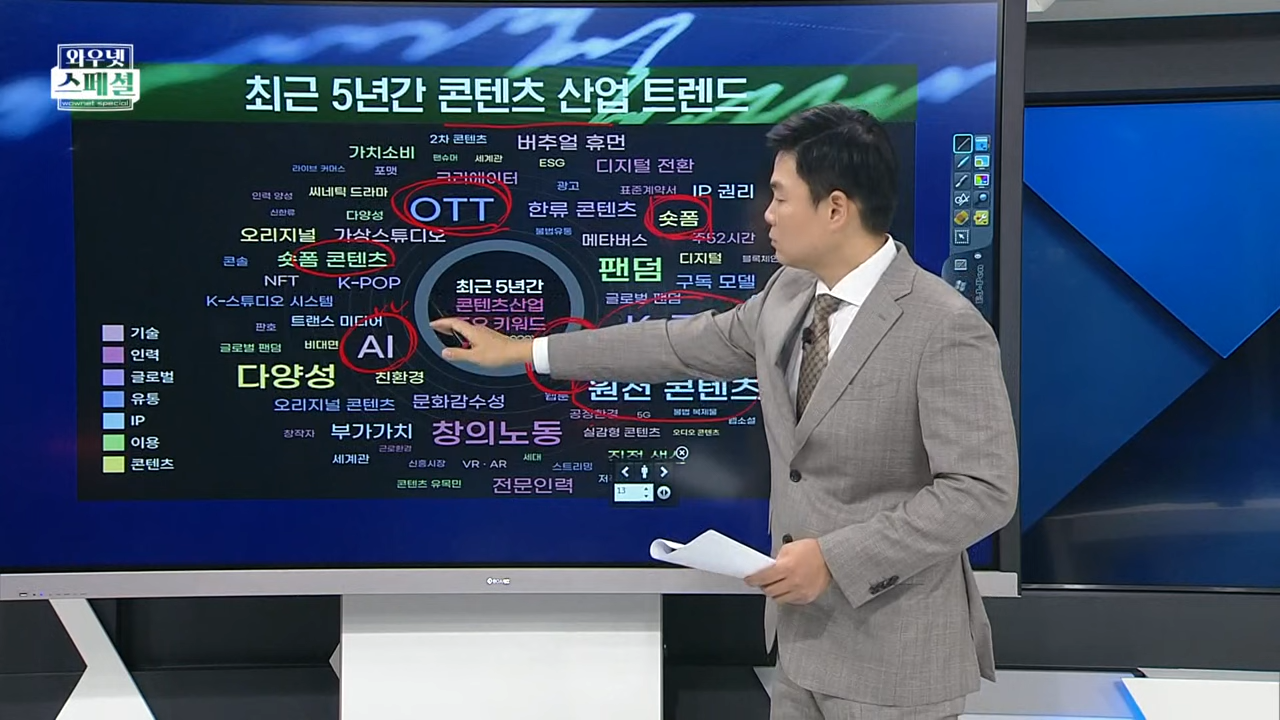 와우넷
스페셜
wownet special
최근 5년간 콘텐츠 산업 트렌드
2차 콘텐츠 버추얼 휴먼
가치소비 팬슈머 세계관 ESG 디지털 전환
라이브 커머스 포맷 크리에이터 광고 표준계약서 IP 권리
인력 양성 씨네틱 드라마
신한류 다양성 OTT 한류 콘텐츠 숏폼
오리지널 가상스튜디오 불법유통 메타버스 주52시간
콘솔 숏폼 콘텐츠 팬덤 디지털 블록체인
NFT K-POP 최근 5년간 구독 모델
K-스튜디오 시스템 콘텐츠산업 글로벌 팬덤
판호 트랜스 미디어 주요 키워드
글로벌 팬덤 비대면 AI
다양성 친환경 원천 콘텐츠
오리지널 콘텐츠 문화감수성 웹툰
공정환경 5G 불법 복제물 웹소설
창작자 부가가치 창의노동 실감형 콘텐츠 오디오 콘텐츠
근로환경
세계관 신흥시장 VR · AR 세대 스트리밍
콘텐츠 유목민 전문인력
기술
인력
글로벌
유통
IP
이용
콘텐츠
13